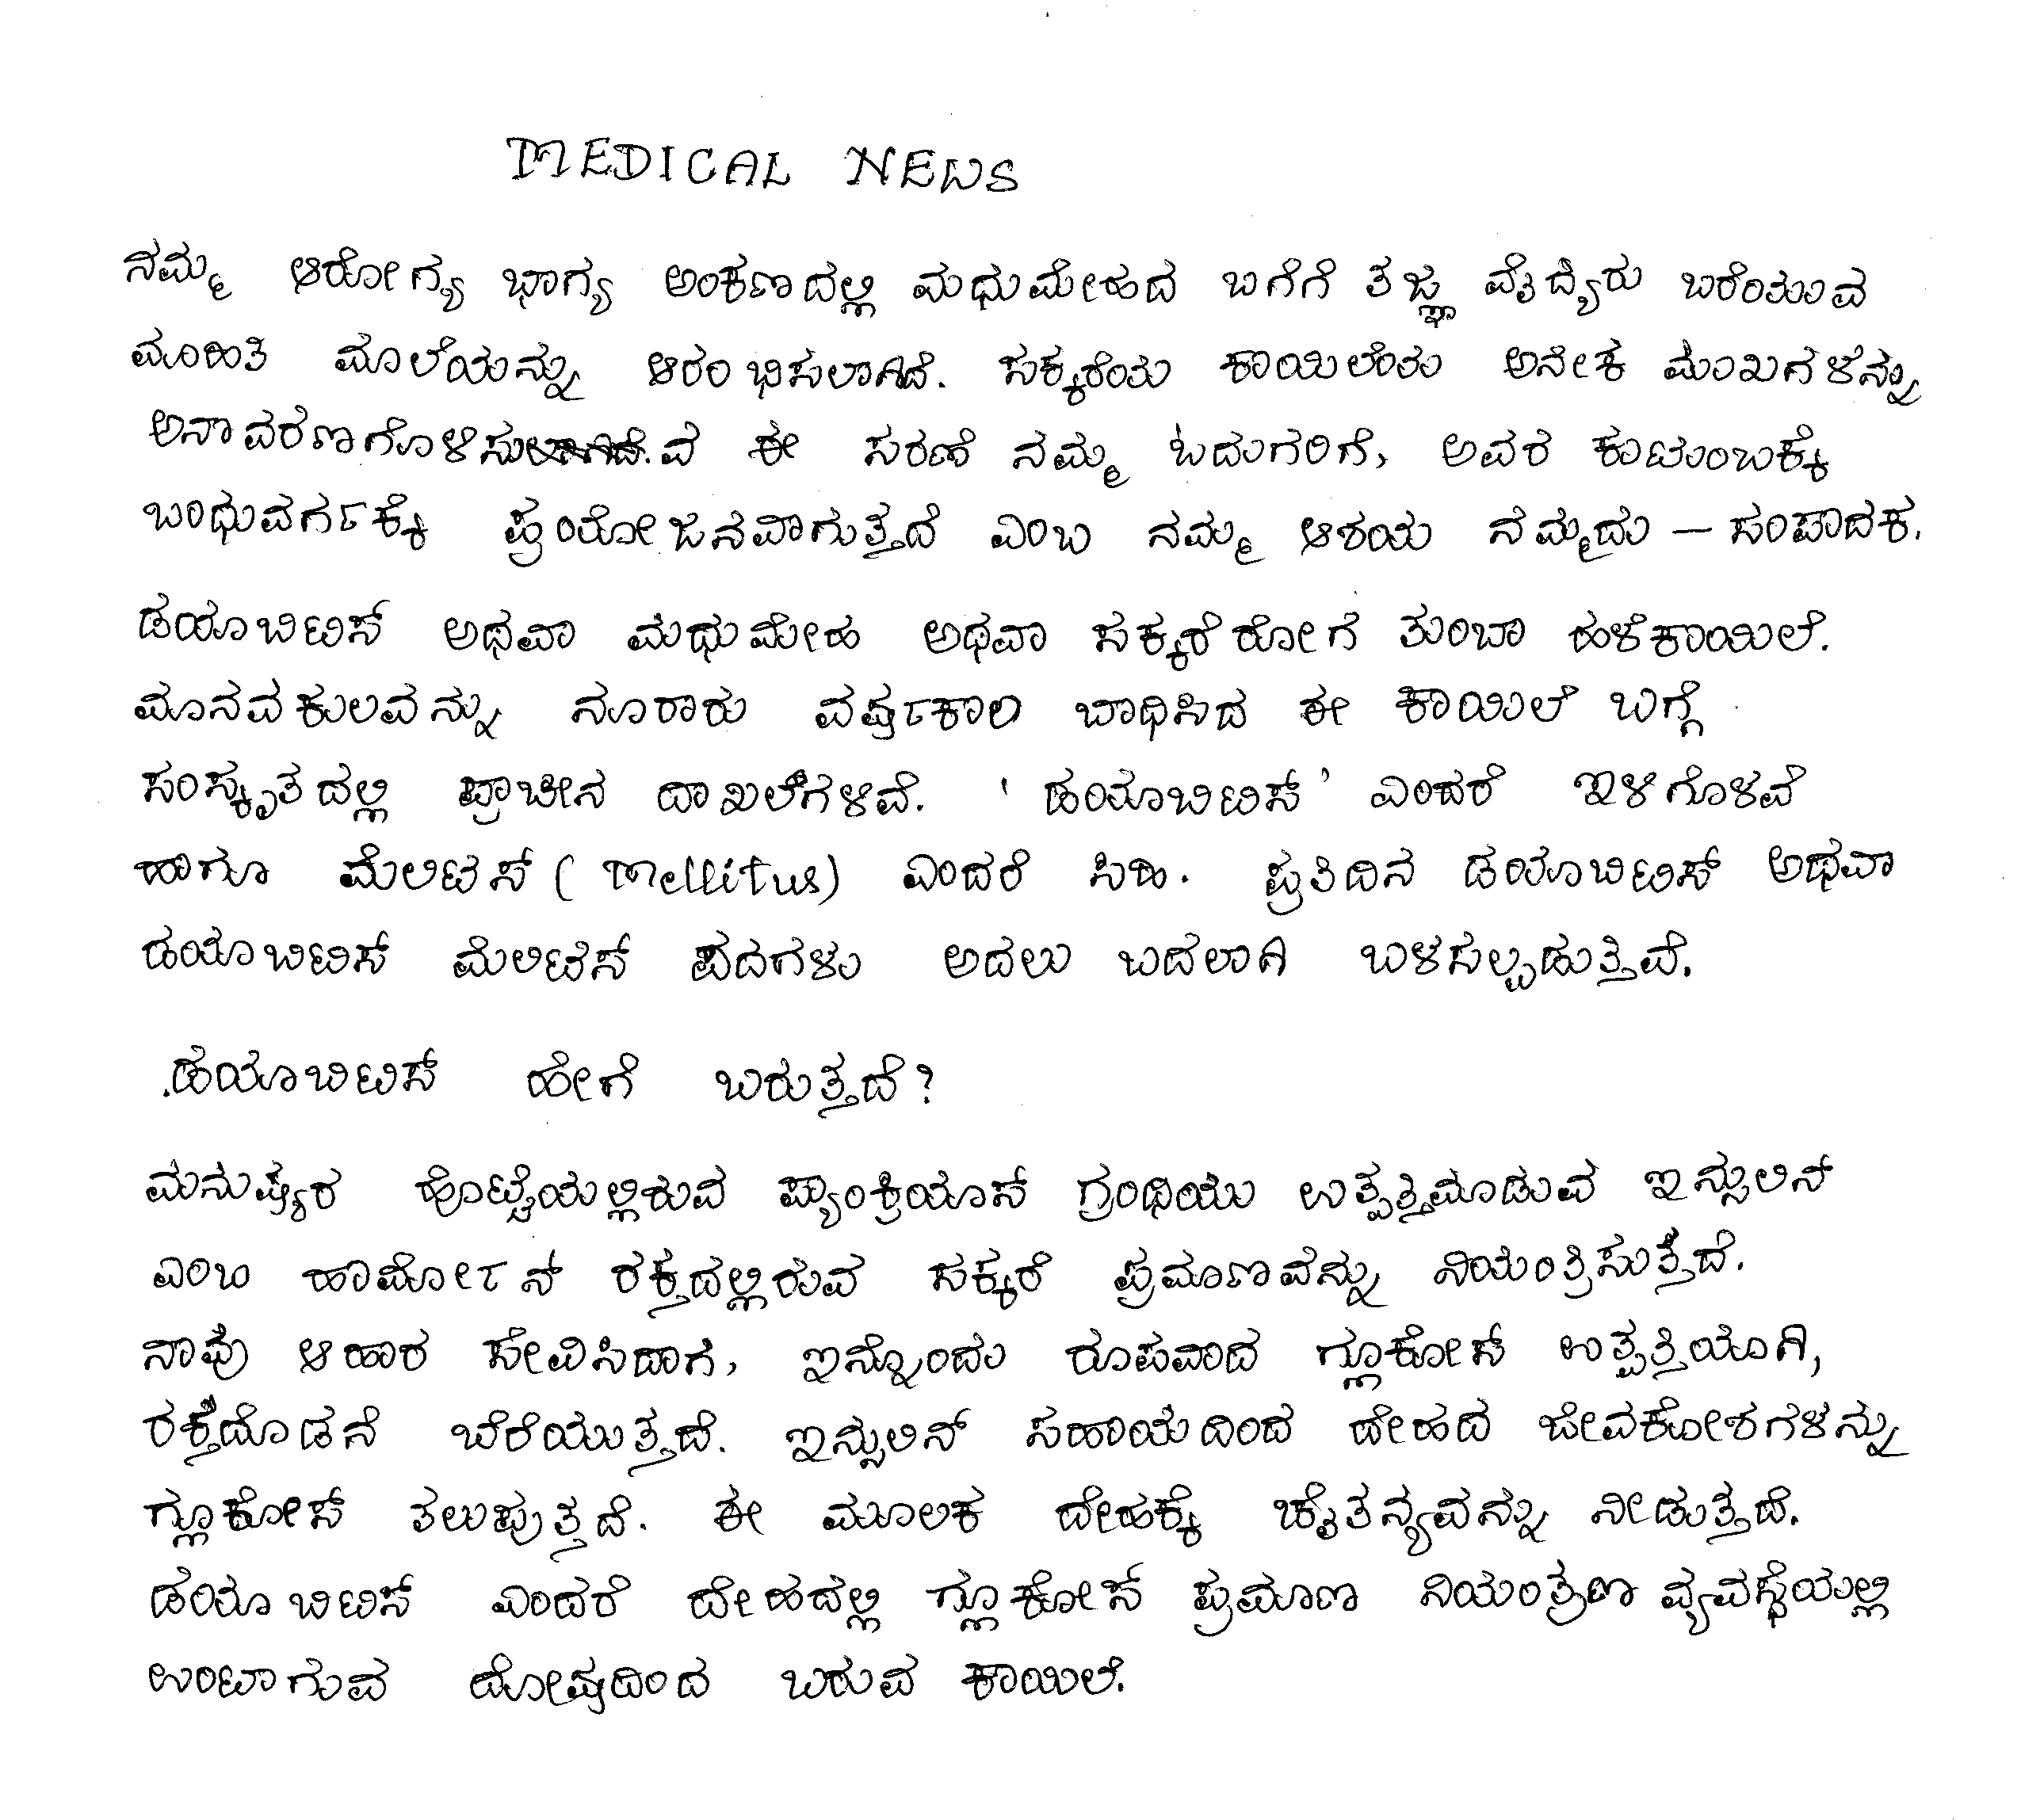 MEDICAL NEWS
ನಮ್ಮ ಆರೋಗ್ಯ ಭಾಗ್ಯ ಅಂಕಣದಲ್ಲಿ ಮಧುಮೇಹದ ಬಗೆಗೆ ತಜ್ಞ ವೈದ್ಯರು ಬರೆಯುವ
ಮಾಹಿತಿ ಮಾಲೆಯನ್ನು ಆರಂಭಿಸಲಾಗಿದೆ. ಸಕ್ಕರೆಯ ಕಾಯಿಲೆಯ ಅನೇಕ ಮುಖಗಳನ್ನು
ಅನಾವರಣಗೊಳಿಸುವ ಈ ಸರಣಿ ನಮ್ಮ ಓದುಗರಿಗೆ, ಅವರ ಕುಟುಂಬಕ್ಕೆ
ಬಂಧುವರ್ಗಕ್ಕೆ ಪ್ರಯೋಜನವಾಗುತ್ತದೆ ಎಂಬ ನಮ್ಮ ಆಶಯ ನಮ್ಮದು – ಸಂಪಾದಕ.
ಡಯಾಬಿಟಿಸ್ ಅಥವಾ ಮಧುಮೇಹ ಅಥವಾ ಸಕ್ಕರೆರೋಗ ತುಂಬಾ ಹಳೆಕಾಯಿಲೆ.
ಮಾನವಕುಲವನ್ನು ನೂರಾರು ವರ್ಷಕಾಲ ಬಾಧಿಸಿದ ಈ ಕಾಯಿಲೆ ಬಗ್ಗೆ
ಸಂಸ್ಕೃತದಲ್ಲಿ ಪ್ರಾಚೀನ ದಾಖಲೆಗಳಿವೆ. 'ಡಯಾಬಿಟಿಸ್' ಎಂದರೆ ಇಳಿಗೊಳವೆ
ಹಾಗೂ ಮೆಲಿಟಸ್ (mellitus) ಎಂದರೆ ಸಿಹಿ. ಪ್ರತಿದಿನ ಡಯಾಬಿಟಿಸ್ ಅಥವಾ
ಡಯಾಬಿಟಿಸ್ ಮೆಲಿಟಸ್ ಪದಗಳು ಅದಲು ಬದಲಾಗಿ ಬಳಸಲ್ಪಡುತ್ತಿವೆ.
ಡಯಾಬಿಟಿಸ್ ಹೇಗೆ ಬರುತ್ತದೆ?
ಮನುಷ್ಯರ ಹೊಟ್ಟೆಯಲ್ಲಿರುವ ಪ್ಯಾಂಕ್ರಿಯಾಸ್ ಗ್ರಂಥಿಯು ಉತ್ಪತ್ತಿಮಾಡುವ ಇನ್ಸುಲಿನ್
ಎಂಬ ಹಾರ್ಮೋನ್ ರಕ್ತದಲ್ಲಿರುವ ಸಕ್ಕರೆ ಪ್ರಮಾಣವನ್ನು ನಿಯಂತ್ರಿಸುತ್ತದೆ.
ನಾವು ಆಹಾರ ಸೇವಿಸಿದಾಗ, ಇನ್ನೊಂದು ರೂಪವಾದ ಗ್ಲೂಕೋಸ್ ಉತ್ಪತ್ತಿಯಾಗಿ,
ರಕ್ತದೊಡನೆ ಬೆರೆಯುತ್ತದೆ. ಇನ್ಸುಲಿನ್ ಸಹಾಯದಿಂದ ದೇಹದ ಜೀವಕೋಶಗಳನ್ನು
ಗ್ಲೂಕೋಸ್ ತಲುಪುತ್ತದೆ. ಈ ಮೂಲಕ ದೇಹಕ್ಕೆ ಚೈತನ್ಯವನ್ನು ನೀಡುತ್ತದೆ.
ಡಯಾಬಿಟಿಸ್ ಎಂದರೆ ದೇಹದಲ್ಲಿ ಗ್ಲೂಕೋಸ್ ಪ್ರಮಾಣ ನಿಯಂತ್ರಣ ವ್ಯವಸ್ಥೆಯಲ್ಲಿ
ಉಂಟಾಗುವ ದೋಷದಿಂದ ಬರುವ ಕಾಯಿಲೆ.